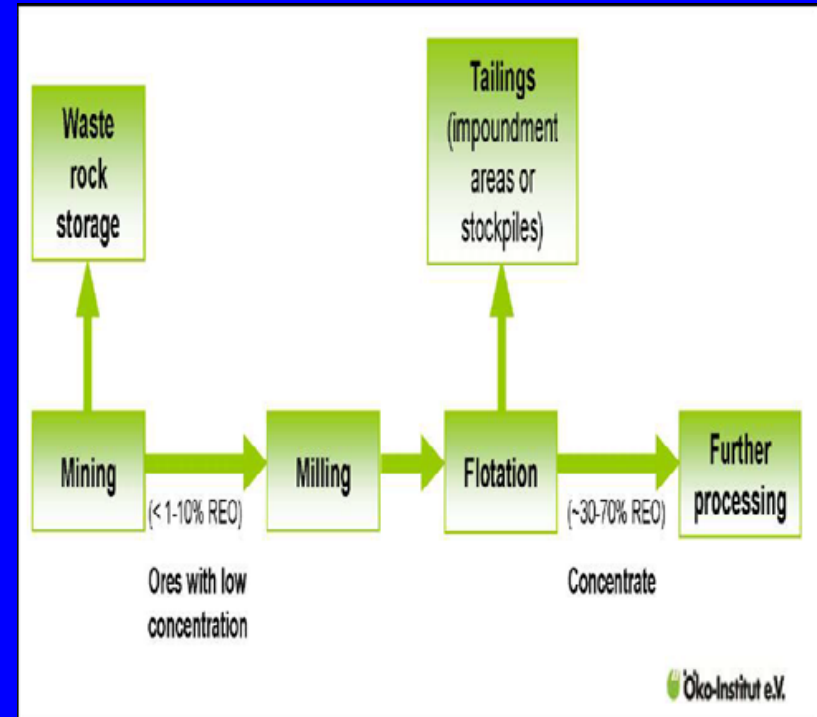 Waste
rock
storage
Tailings
(impoundment
areas or
stockpiles)
Mining
(< 1-10% REO)
Ores with low
concentration
Milling
Flotation
(~30-70% REO)
Concentrate
Further
processing
Öko-Institut e.V.